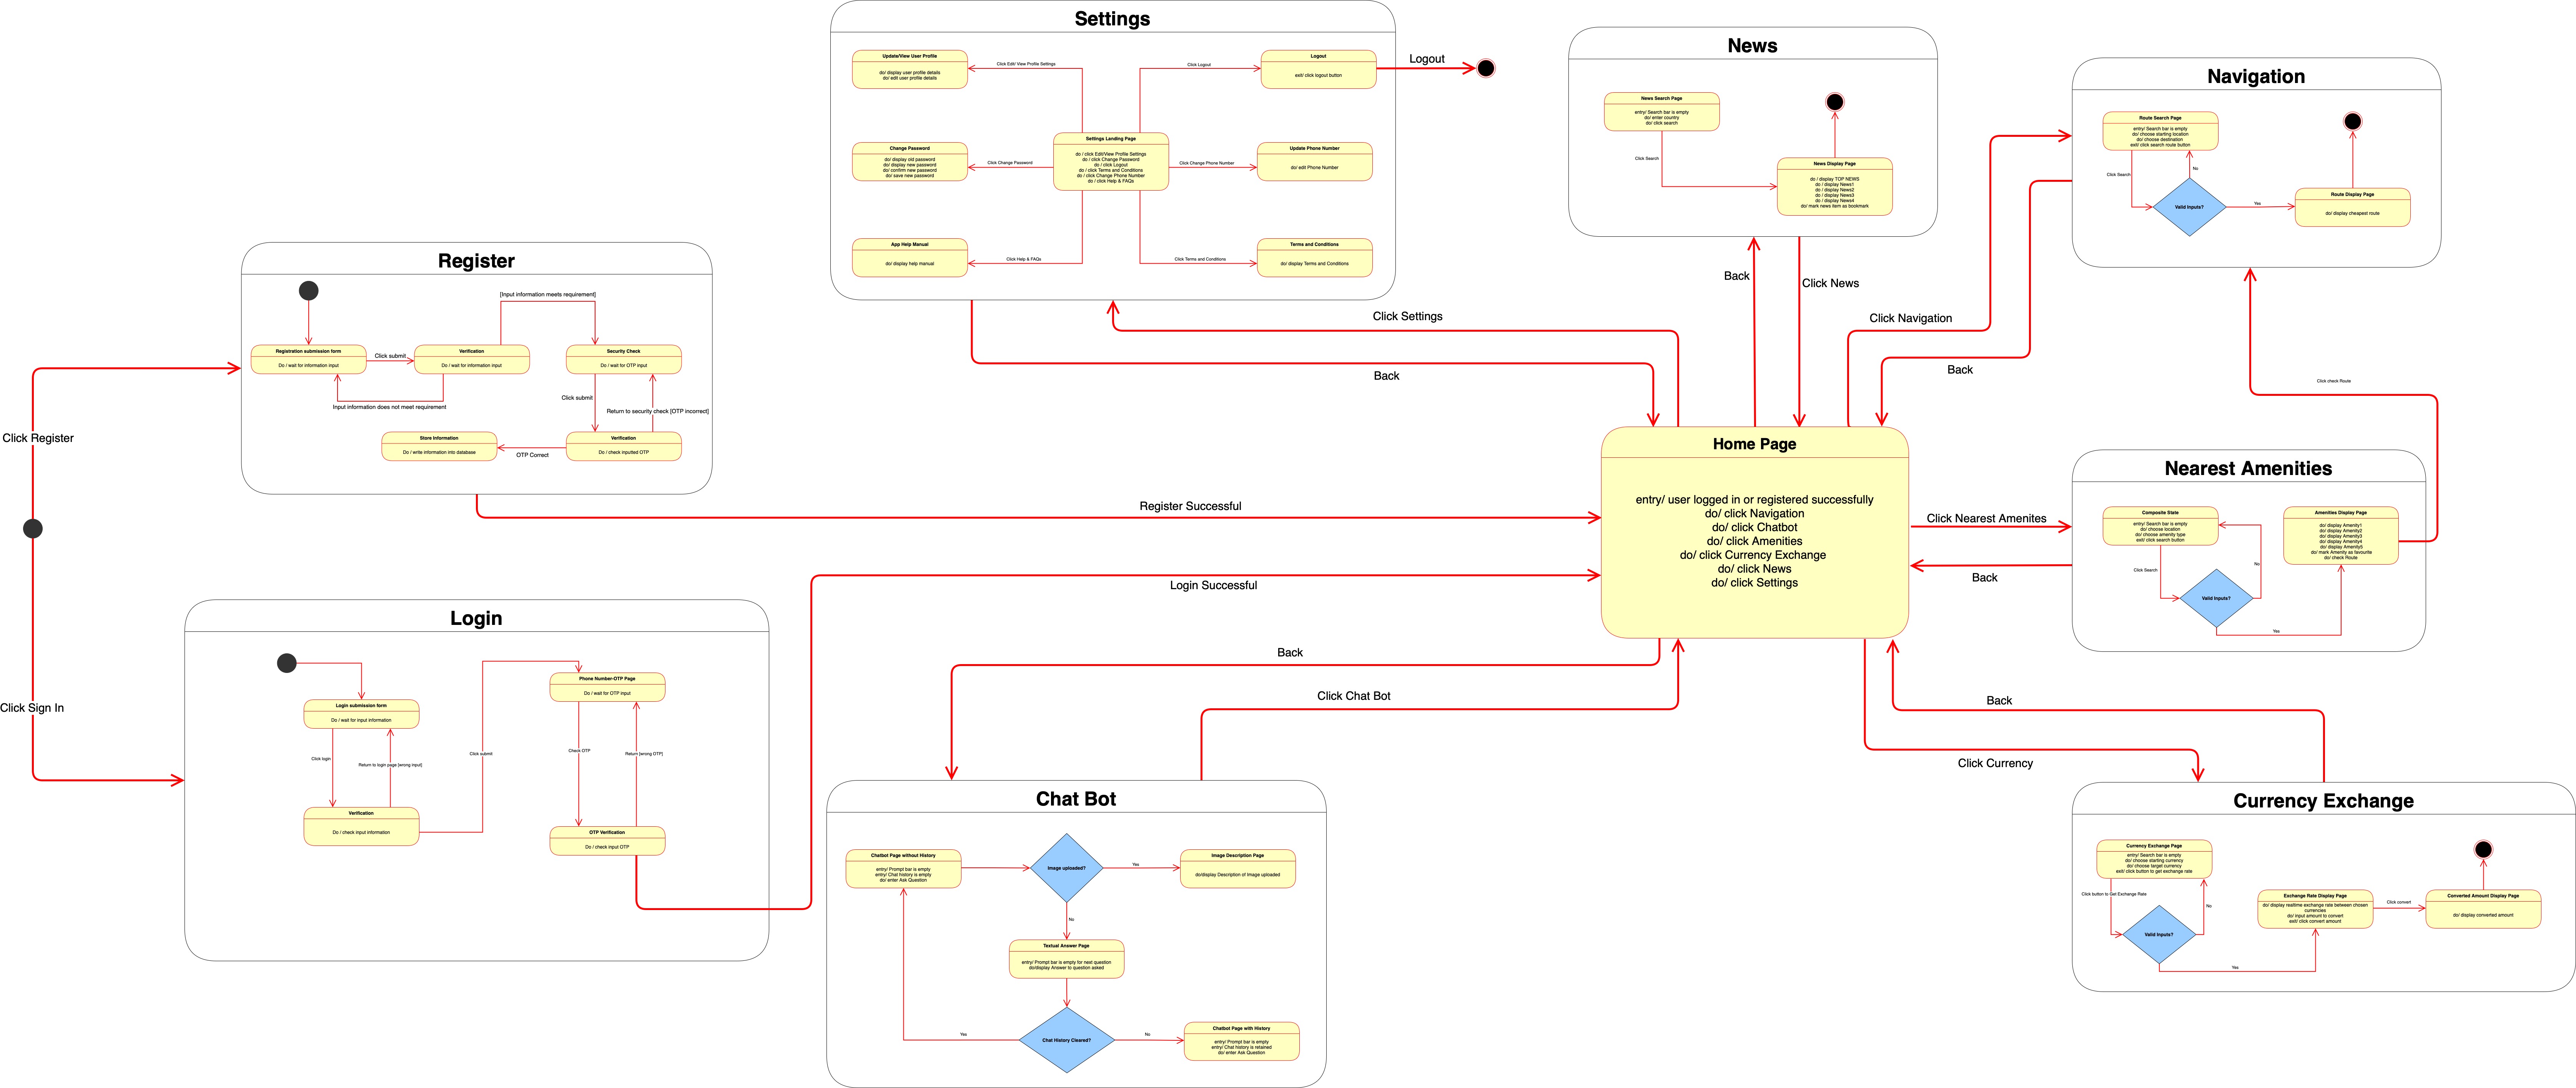 Settings
Update/View User Profile
do/ display user profile details
do/ edit user profile details
Click Edit/ View Profile Settings
Click Logout
Logout
exit/ click logout button
Logout
Settings Landing Page
do / click Edit/View Profile Settings
do / click Change Password
do / click Logout
do / click Terms and Conditions
do / click Change Phone Number
do / click Help & FAQs
Change Password
do/ display old password
do/ display new password
do/ confirm new password
do/ save new password
Click Change Password
Click Change Phone Number
Update Phone Number
do/ edit Phone Number
App Help Manual
do/ display help manual
Click Help & FAQs
Click Terms and Conditions
Terms and Conditions
do/ display Terms and Conditions
News
News Search Page
entry/ Search bar is empty
do/ enter country
do/ click search
Click Search
News Display Page
do / display TOP NEWS
do / display News1
do / display News2
do / display News3
do / display News4
do/ mark news item as bookmark
Navigation
Route Search Page
entry/ Search bar is empty
do/ choose starting location
do/ choose destination
exit/ click search route button
Click Search
No
Valid Inputs?
Yes
Route Display Page
do/ display cheapest route
Register
[Input information meets requirement]
Registration submission form
Do / wait for information input
Click submit
Verification
Do / wait for information input
Security Check
Do / wait for OTP input
Input information does not meet requirement
Click submit
Return to security check [OTP incorrect]
Store Information
Do / write information into database
OTP Correct
Verification
Do / check inputted OTP
Click Register
Click Sign In
Back
Click News
Click Settings
Back
Click Navigation
Back
Click check Route
Home Page
entry/ user logged in or registered successfully
do/ click Navigation
do/ click Chatbot
do/ click Amenities
do/ click Currency Exchange
do/ click News
do/ click Settings
Register Successful
Login Successful
Click Nearest Amenites
Back
Nearest Amenities
Composite State
entry/ Search bar is empty
do/ choose location
do/ choose amenity type
exit/ click search button
Click Search
No
Valid Inputs?
Yes
Amenities Display Page
do/ display Amenity1
do/ display Amenity2
do/ display Amenity3
do/ display Amenity4
do/ display Amenity5
do/ mark Amenity as favourite
do/ check Route
Login
Login submission form
Do / wait for input information
Click login
Return to login page [wrong input]
Verification
Do / check input information
Click submit
Phone Number-OTP Page
Do / wait for OTP input
Check OTP
Return [wrong OTP]
OTP Verification
Do / check input OTP
Back
Click Chat Bot
Back
Click Currency
Chat Bot
Chatbot Page without History
entry/ Prompt bar is empty
entry/ Chat history is empty
do/ enter Ask Question
Image uploaded?
Yes
Image Description Page
do/display Description of Image uploaded
No
Textual Answer Page
entry/ Prompt bar is empty for next question
do/display Answer to question asked
Yes
Chat History Cleared?
No
Chatbot Page with History
entry/ Prompt bar is empty
entry/ Chat history is retained
do/ enter Ask Question
Currency Exchange
Currency Exchange Page
entry/ Search bar is empty
do/ choose starting currency
do/ choose target currency
exit/ click button to get exchange rate
Click button to Get Exchange Rate
No
Valid Inputs?
Yes
Exchange Rate Display Page
do/ display realtime exchange rate between chosen
currencies
do/ input amount to convert
exit/ click convert amount
Click convert
Converted Amount Display Page
do/ display converted amount